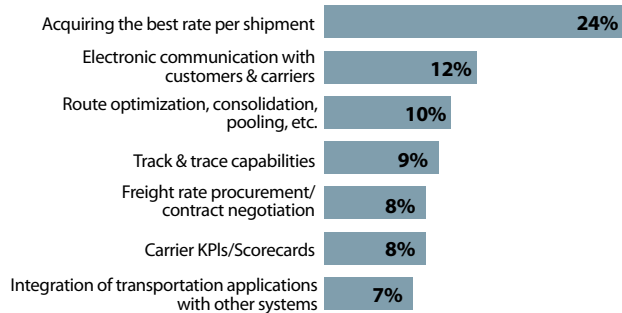 Acquiring the best rate per shipment 24%
Electronic communication with
customers & carriers 12%
Route optimization, consolidation,
pooling, etc. 10%
Track & trace capabilities 9%
Freight rate procurement/
contract negotiation 8%
Carrier KPIs/Scorecards 8%
Integration of transportation applications
with other systems 7%